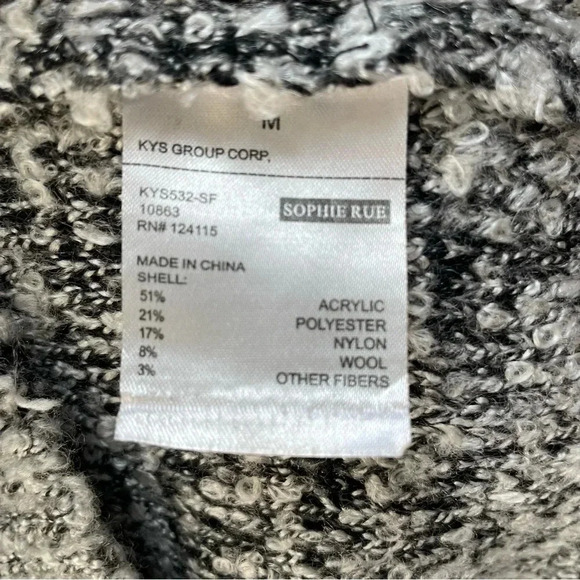 M
KYS GROUP CORP.
KYS532-SF
10863
RN# 124115
SOPHIE RUE
MADE IN CHINA
SHELL:
51% ACRYLIC
21% POLYESTER
17% NYLON
8% WOOL
3% OTHER FIBERS